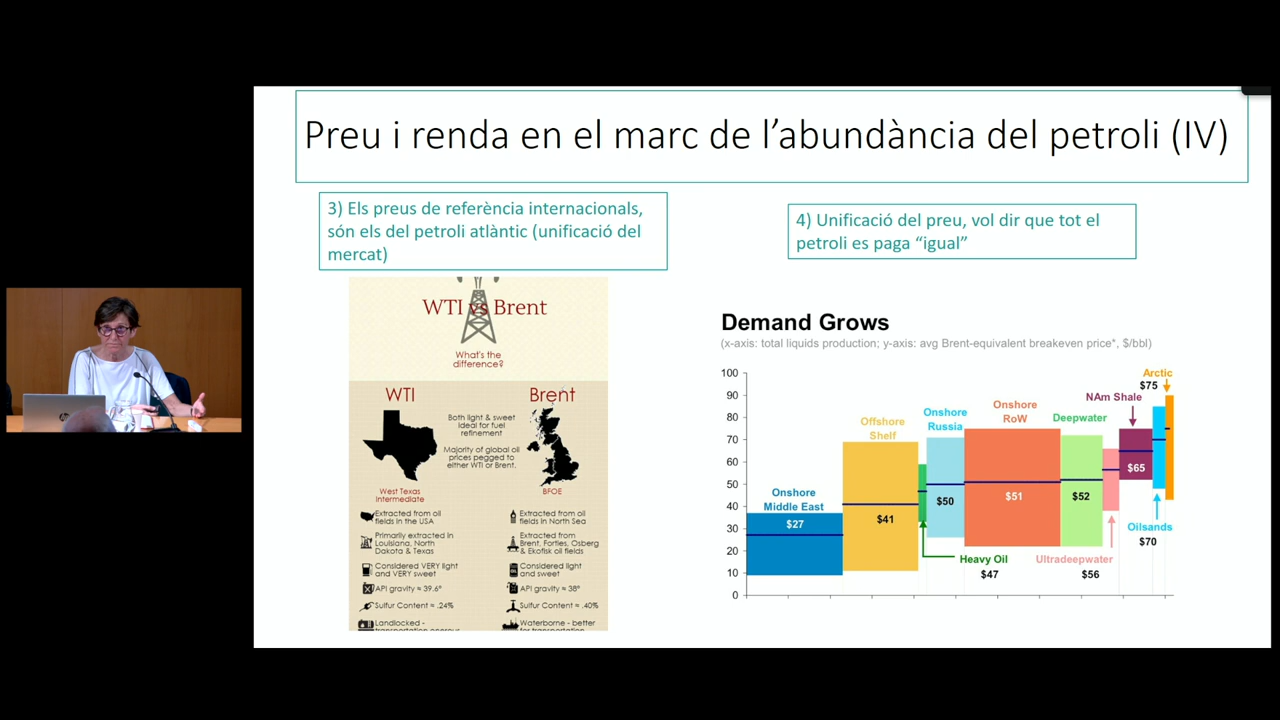 Preu i renda en el marc de l’abundància del petroli (IV)
3) Els preus de referència internacionals,
són els del petroli atlàntic (unificació del
mercat)
4) Unificació del preu, vol dir que tot el
petroli es paga “igual”
WTI vs Brent
What's the
difference?
WTI
Brent
Both light & sweet
Ideal for fuel
refinement
Majority of global oil
prices pegged to
either WTI or Brent.
West Texas
Intermediate
BFOE
Extracted from oil
fields in the USA
Primarily extracted in
Louisiana, North
Dakota & Texas
Considered VERY light
and VERY sweet
API gravity ≈ 39.6°
Sulfur Content ≈ .24%
Landlocked -
Extracted from oil
fields in North Sea
Extracted from
Brent, Forties, Osberg
& Ekofisk oil fields
Considered light
and sweet
API gravity ≈ 38°
Sulfur Content ≈ .40%
Waterborne - better
for transportation
Demand Grows
(x-axis: total liquids production; y-axis: avg Brent-equivalent breakeven price*, $/bbl)
100
90
80
70
60
50
40
30
20
10
0
Onshore
Middle East
$27
Offshore
Shelf
$41
Heavy Oil
$47
Onshore
Russia
$50
Onshore
RoW
$51
Deepwater
$52
Ultradeepwater
$56
NAm Shale
$65
Oilsands
$70
Arctic
$75
hp